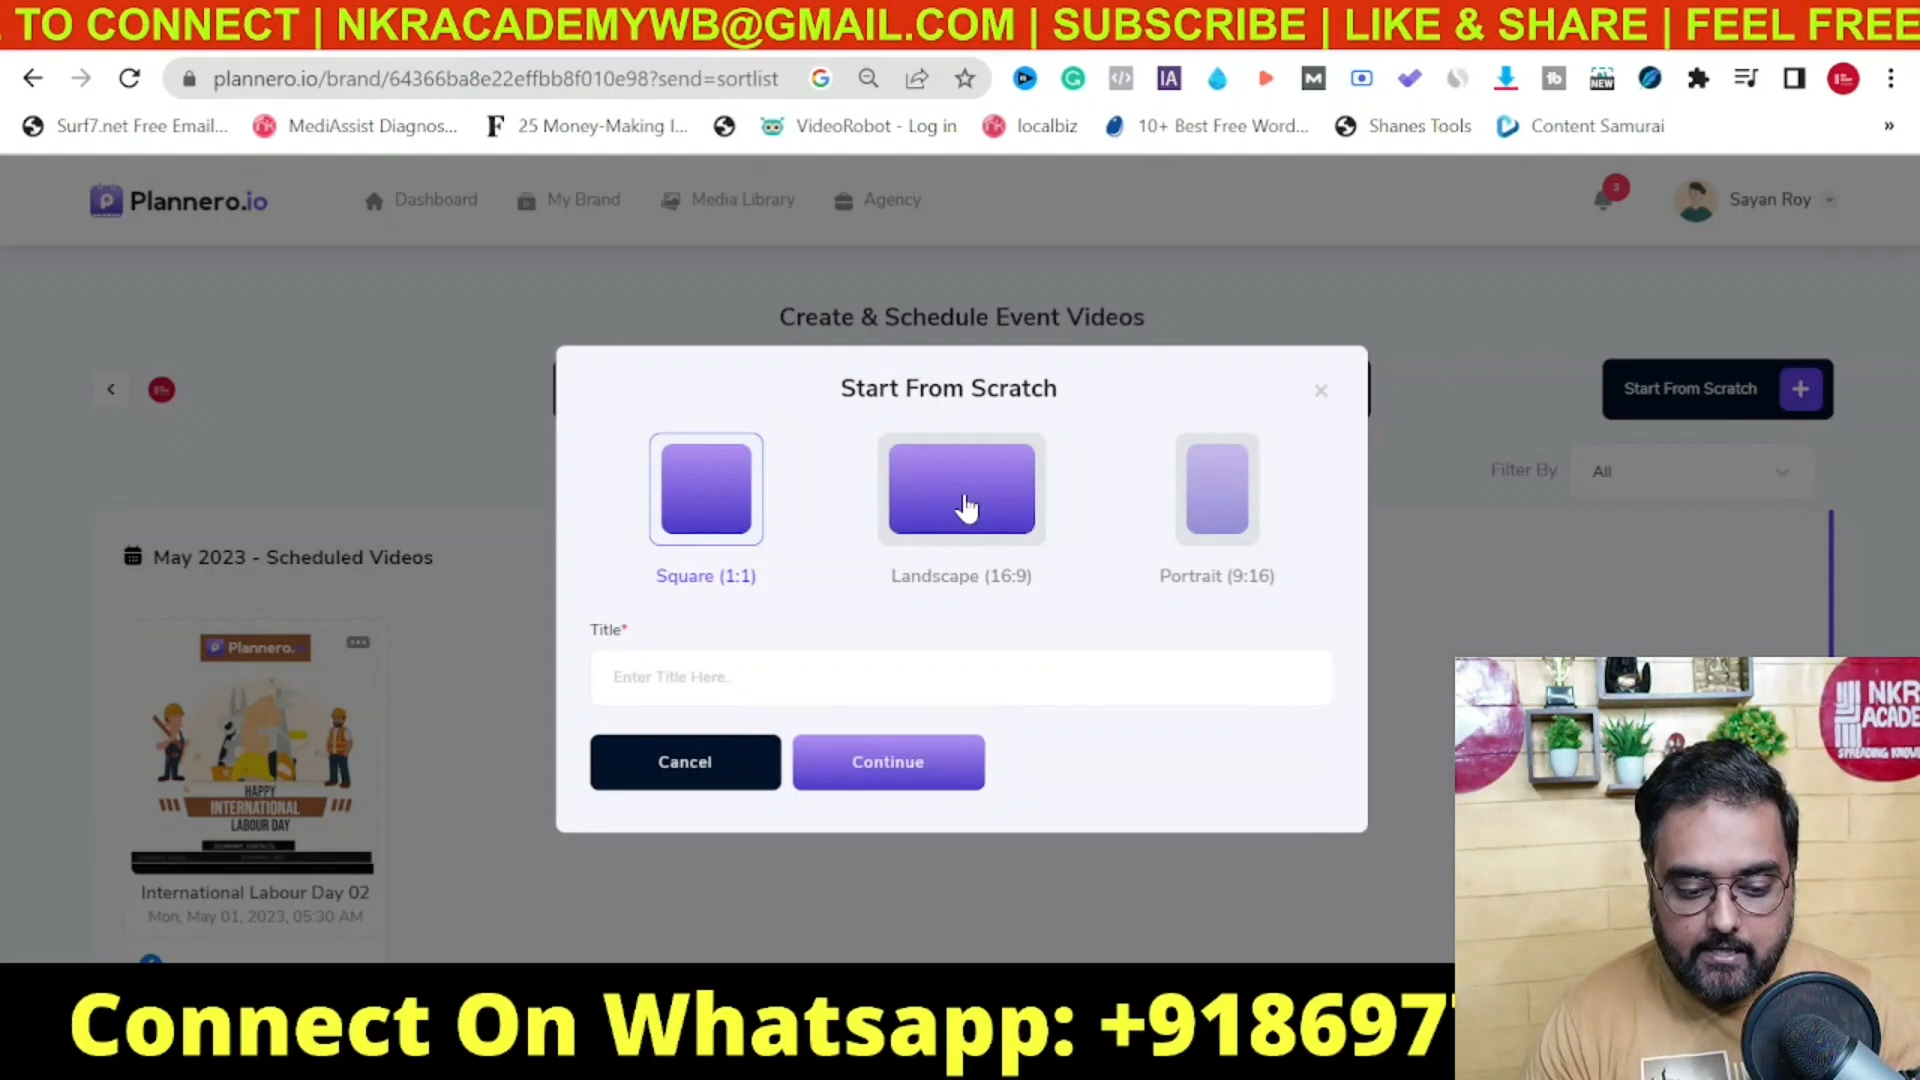 TO CONNECT | NKRACADEMYWB@GMAIL.COM | SUBSCRIBE | LIKE & SHARE | FEEL FREE
plannero.io/brand/64366ba8e22effbb8f010e98?send=sortlist
Surf7.net Free Email... MediAssist Diagnos... 25 Money-Making I... VideoRobot - Log in localbiz 10+ Best Free Word... Shanes Tools Content Samurai »
Plannero.io Dashboard My Brand Media Library Agency 3 Sayan Roy
Create & Schedule Event Videos
Start From Scratch
Start From Scratch +
Filter By All
May 2023 - Scheduled Videos
Square (1:1) Landscape (16:9) Portrait (9:16)
Title*
Enter Title Here..
Cancel Continue
Plannero.
HAPPY
INTERNATIONAL
LABOUR DAY
International Labour Day 02
Mon, May 01, 2023, 05:30 AM
NKR
ACADE
SPREADING KNOW
Connect On Whatsapp: +918697